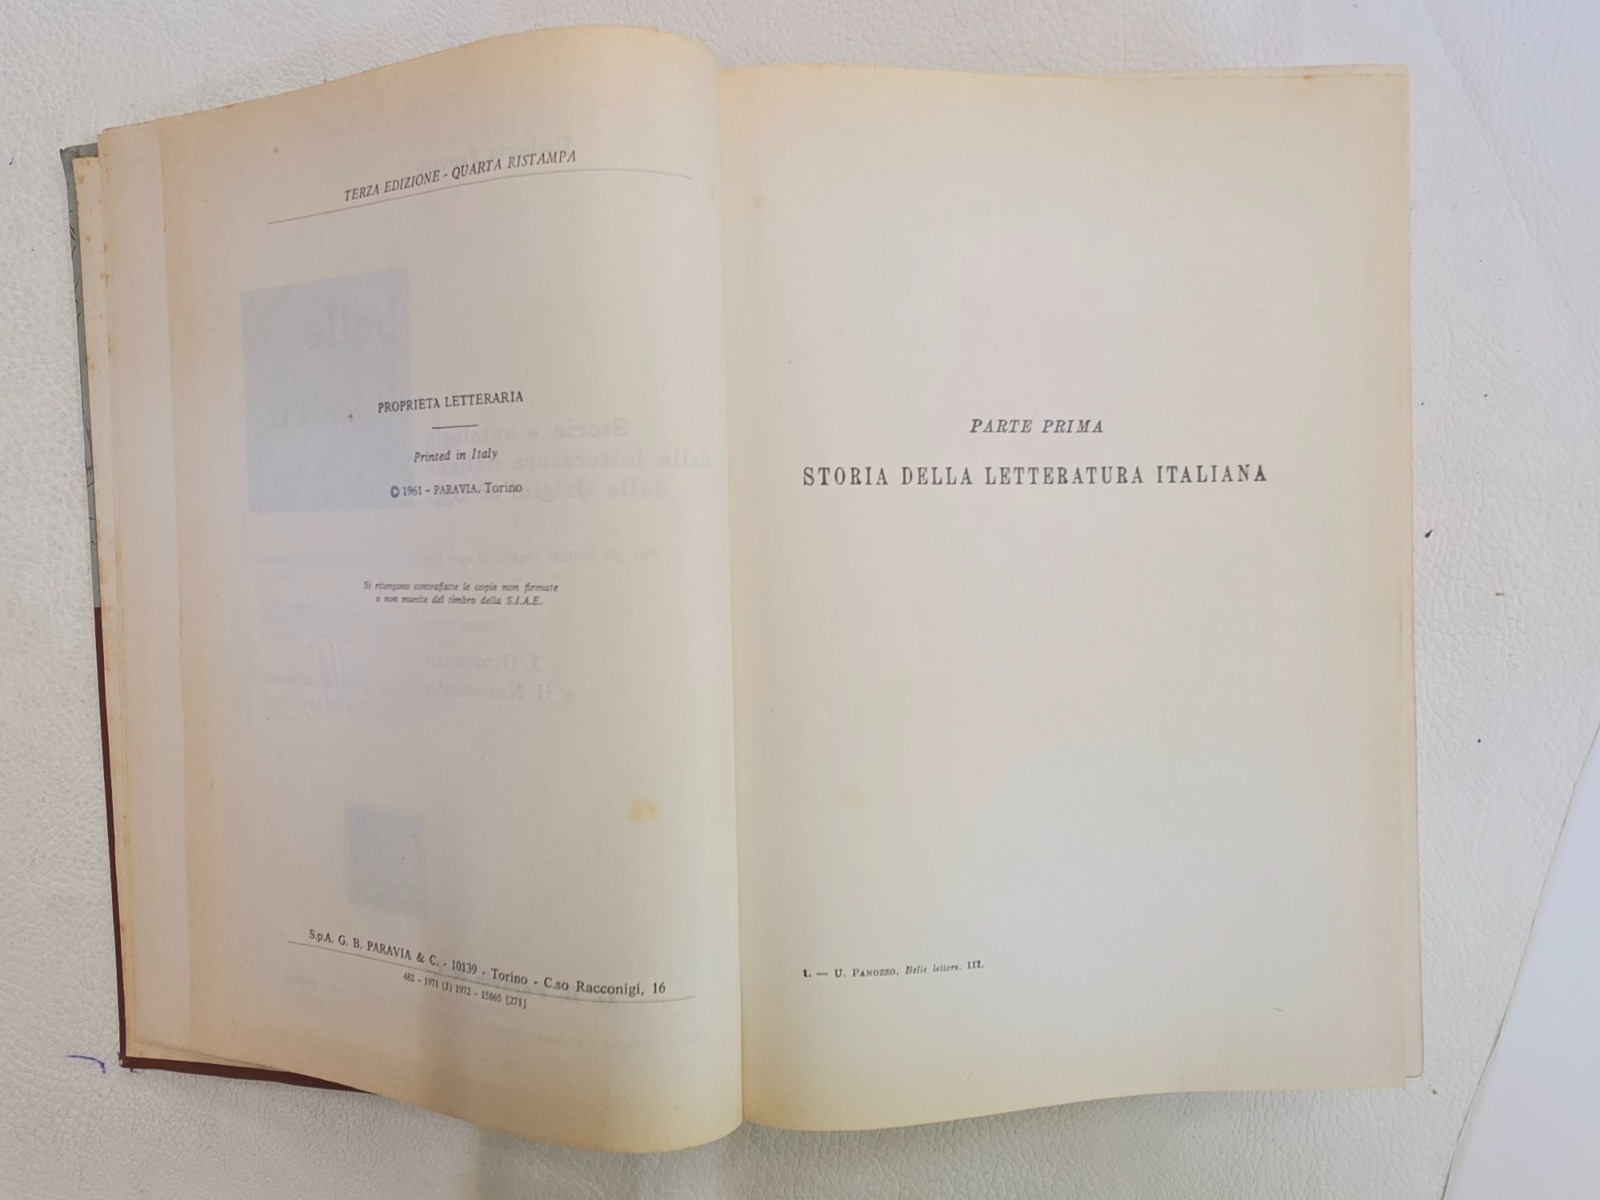 TERZA EDIZIONE - QUARTA RISTAMPA
PROPRIETA LETTERARIA
Printed in Italy
© 1961 - PARAVIA, Torino
Si ritengono contraffatte le copie non firmate
o non munite del timbro della S.I.A.E.
S.p.A. G. B. PARAVIA & C. - 10139 - Torino - C.so Racconigi, 16
482 - 1971 (J) 1972 - 15865 [271]
PARTE PRIMA
STORIA DELLA LETTERATURA ITALIANA
1. — U. PANOZZO, Belle lettere. III.